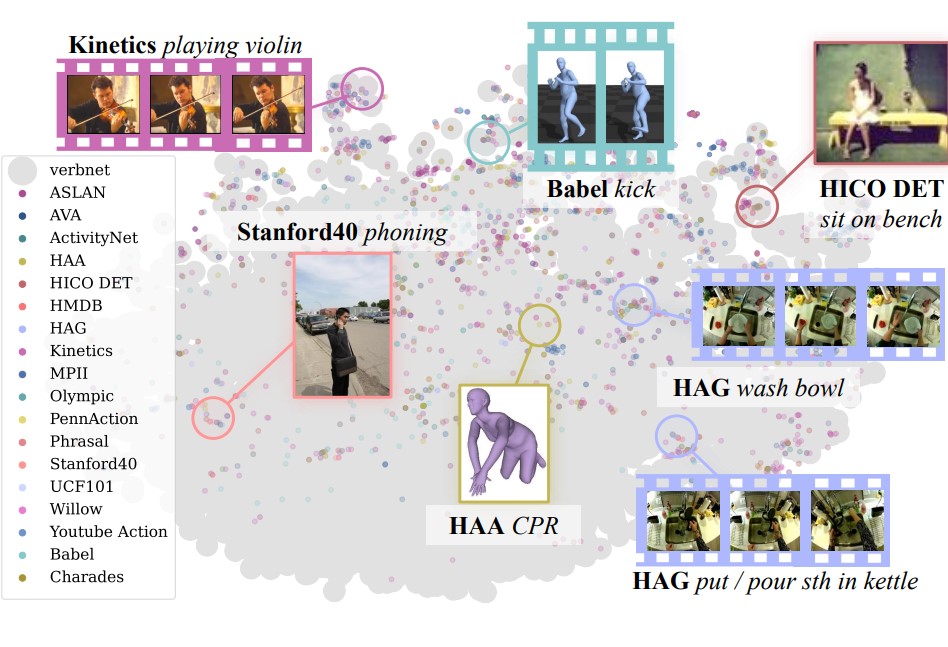 Kinetics playing violin
Babel kick
HICO DET
sit on bench
Stanford40 phoning
verbnet
ASLAN
AVA
ActivityNet
HAA
HICO DET
HMDB
HAG
Kinetics
MPII
Olympic
PennAction
Phrasal
Stanford40
UCF101
Willow
Youtube Action
Babel
Charades
HAG wash bowl
HAA CPR
HAG put / pour sth in kettle